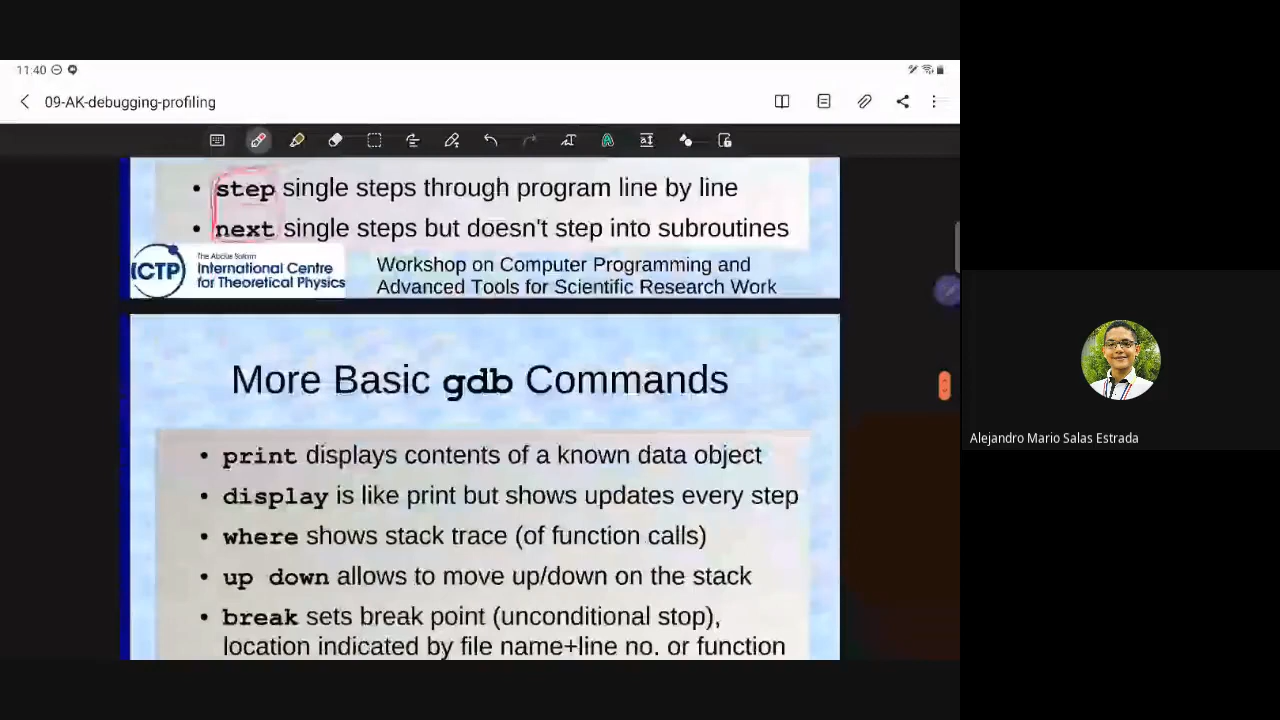 11:40
09-AK-debugging-profiling
• step single steps through program line by line
• next single steps but doesn't step into subroutines
ICTP
The Abdus Salam
International Centre
for Theoretical Physics
Workshop on Computer Programming and
Advanced Tools for Scientific Research Work
More Basic gdb Commands
• print displays contents of a known data object
• display is like print but shows updates every step
• where shows stack trace (of function calls)
• up down allows to move up/down on the stack
• break sets break point (unconditional stop),
location indicated by file name+line no. or function
Alejandro Mario Salas Estrada